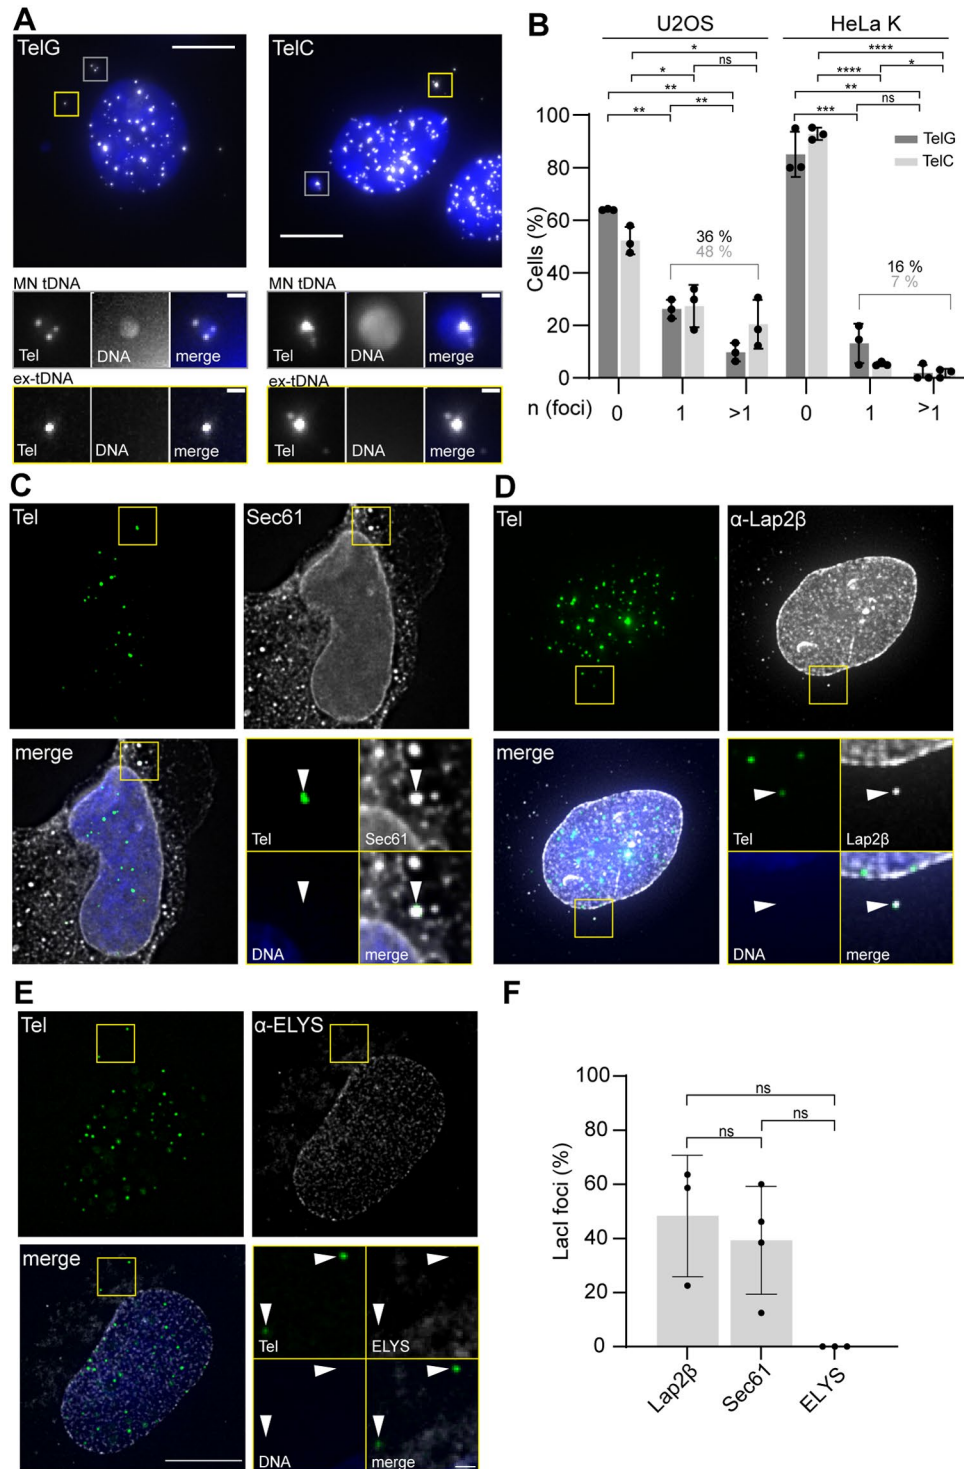 A
TelG
TelC
MN tDNA
Tel
DNA
merge
MN tDNA
Tel
DNA
merge
ex-tDNA
Tel
DNA
merge
ex-tDNA
Tel
DNA
merge
B
U2OS
HeLa K
*
ns
*
**
**
**
****
*
****
**
ns
***
TelG
TelC
36 %
48 %
16 %
7 %
Cells (%)
100
80
60
40
20
0
n (foci)
0
1
>1
0
1
>1
C
Tel
Sec61
merge
Tel
Sec61
DNA
merge
D
Tel
α-Lap2β
merge
Tel
Lap2β
DNA
merge
E
Tel
α-ELYS
merge
Tel
ELYS
DNA
merge
F
LacI foci (%)
100
80
60
40
20
0
ns
ns
ns
Lap2β
Sec61
ELYS